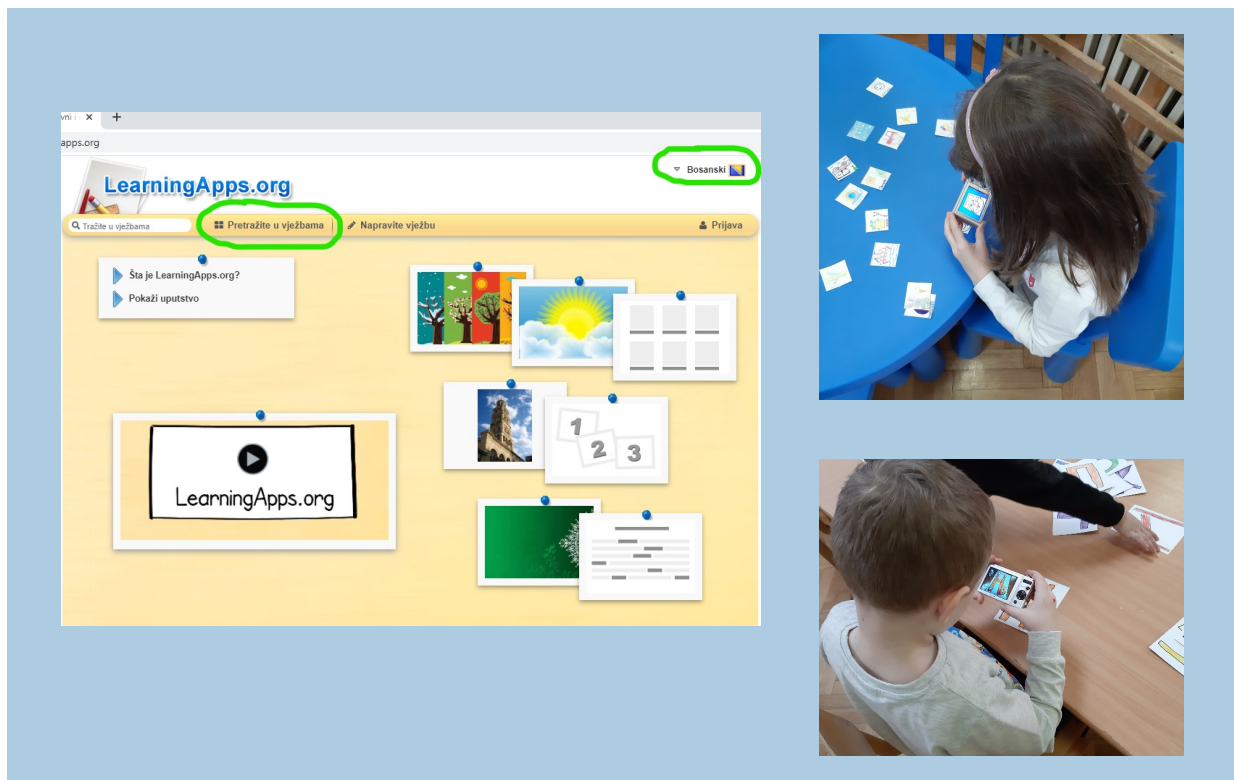 vni i
apps.org
Bosanski
LearningApps.org
Tražite u vježbama
Pretražite u vježbama
Napravite vježbu
Prijava
Šta je LearningApps.org?
Pokaži uputstvo
1
2
3
LearningApps.org